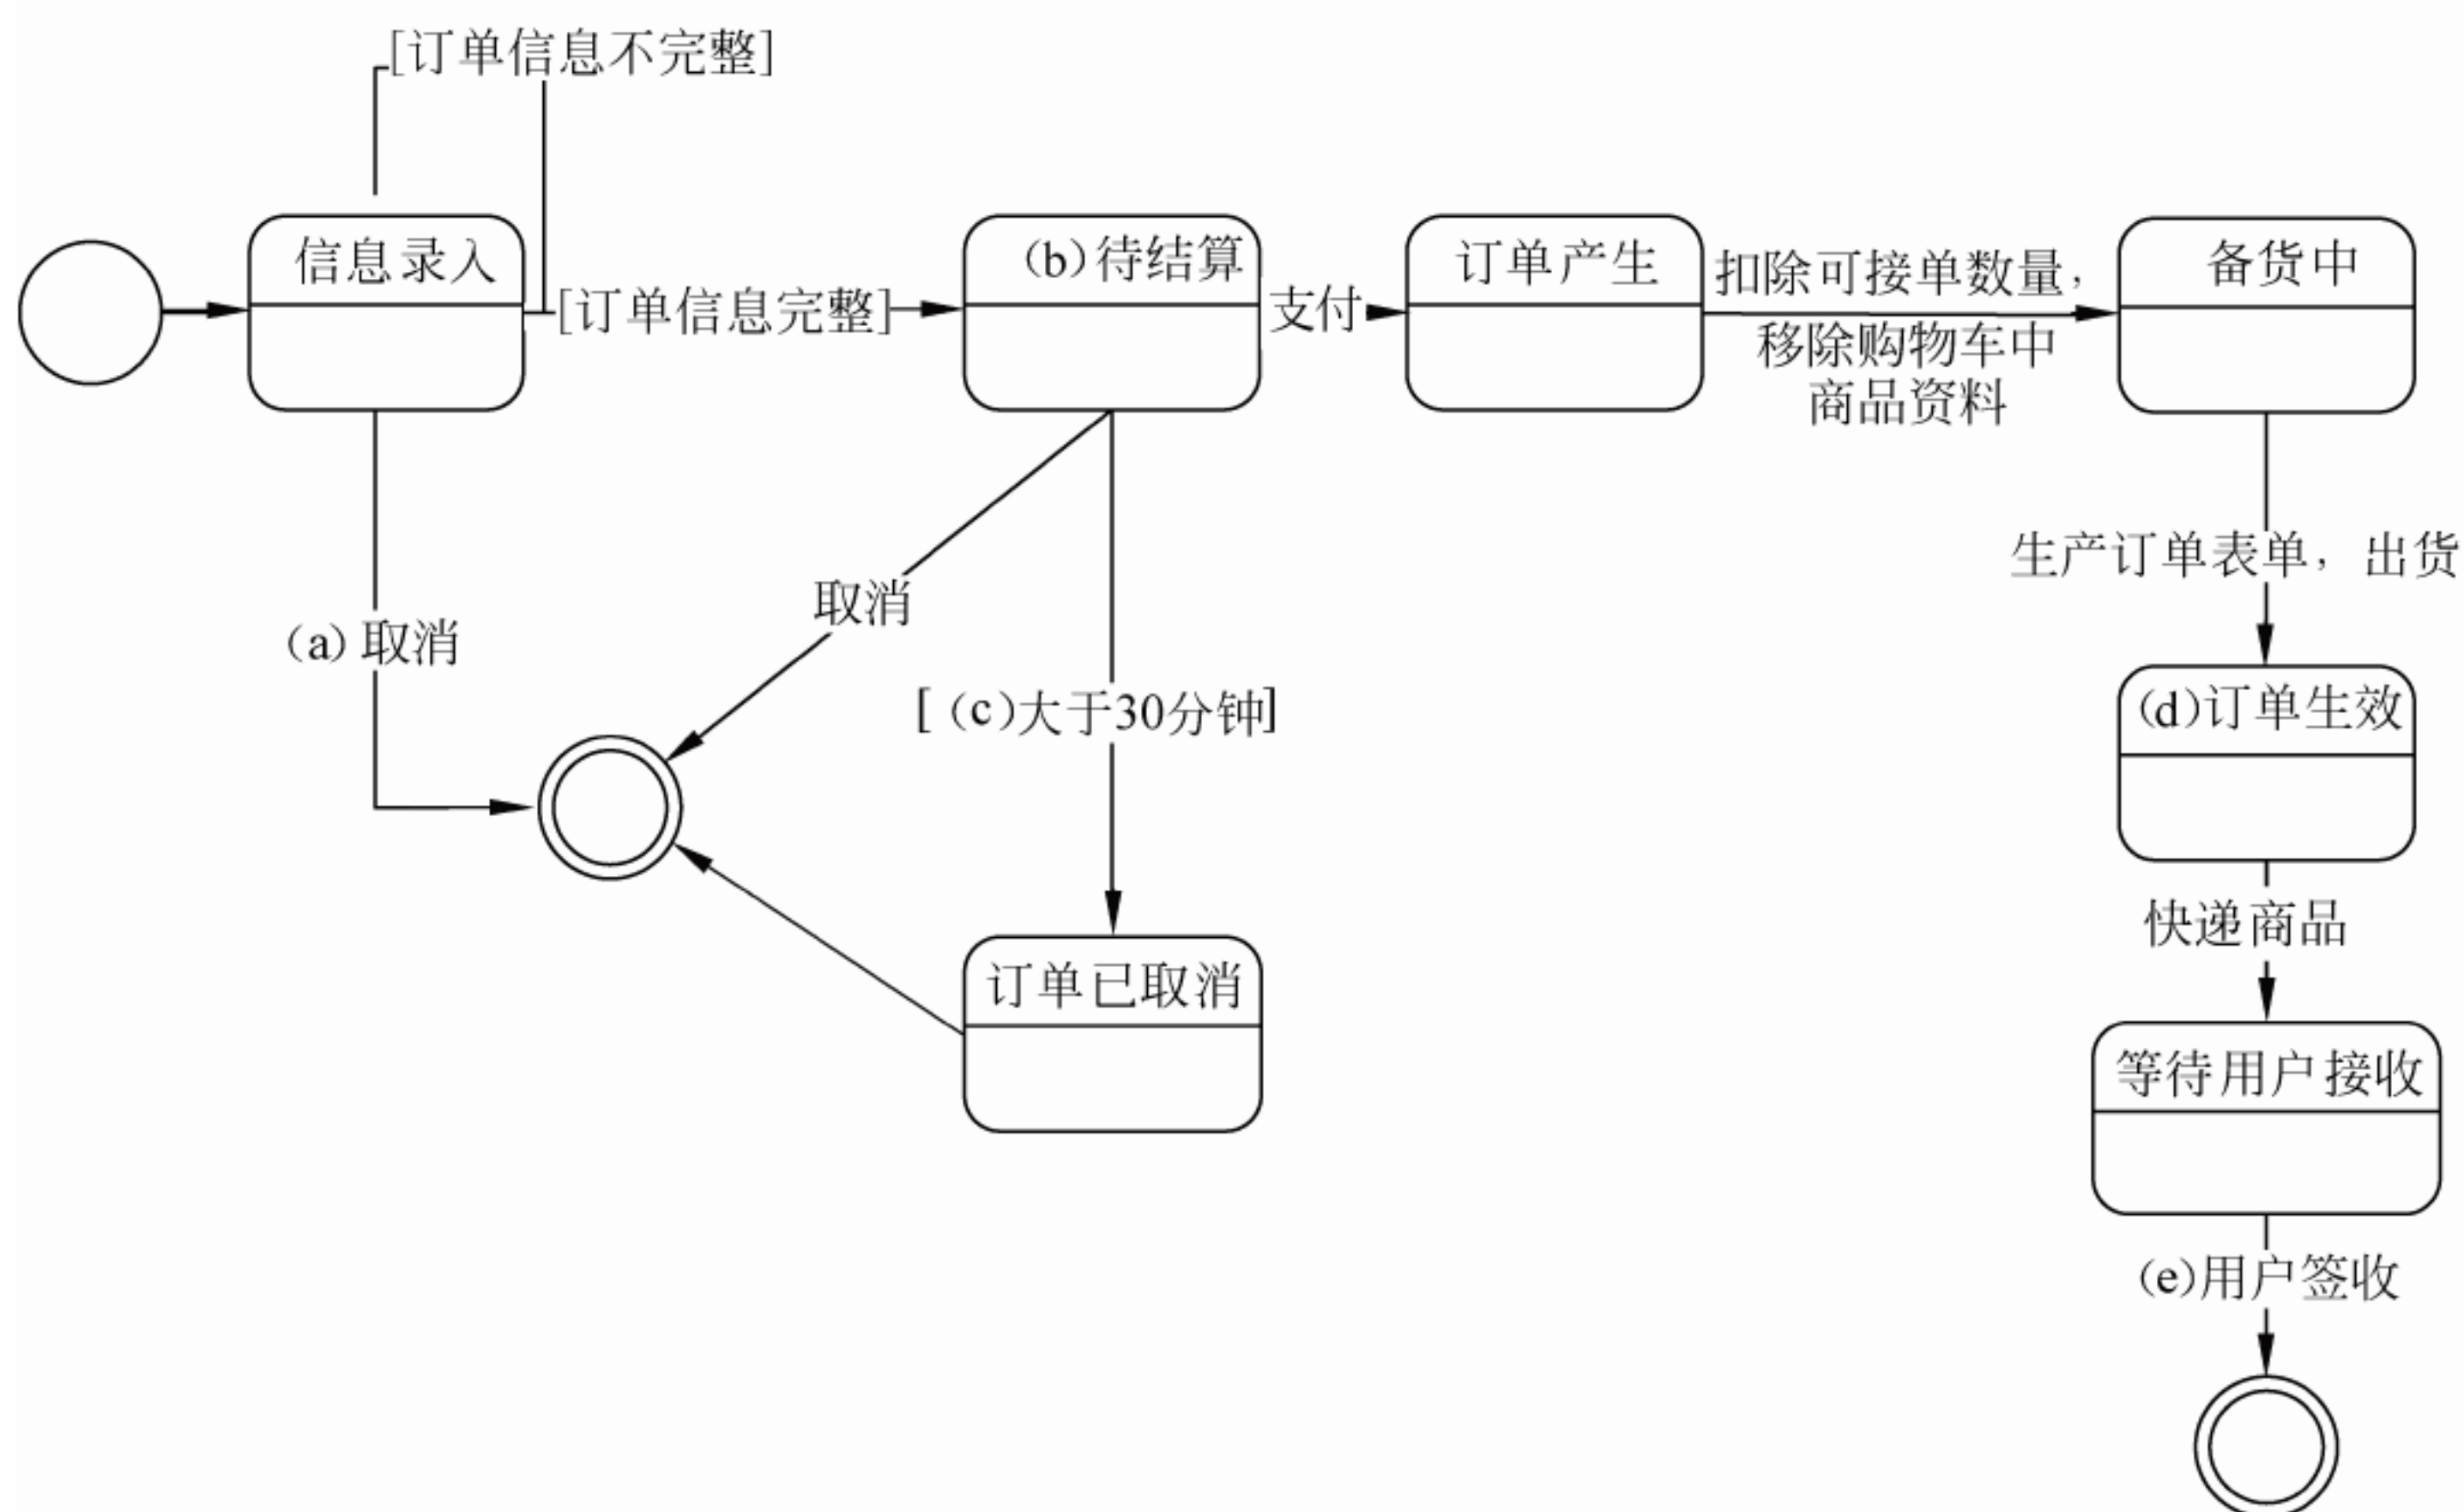 [订单信息不完整]
信息录入
[订单信息完整]
(b)待结算
支付
订单产生
扣除可接单数量，
移除购物车中
商品资料
备货中
生产订单表单，出货
取消
(a)取消
[(c)大于30分钟]
(d)订单生效
快递商品
订单已取消
等待用户接收
(e)用户签收